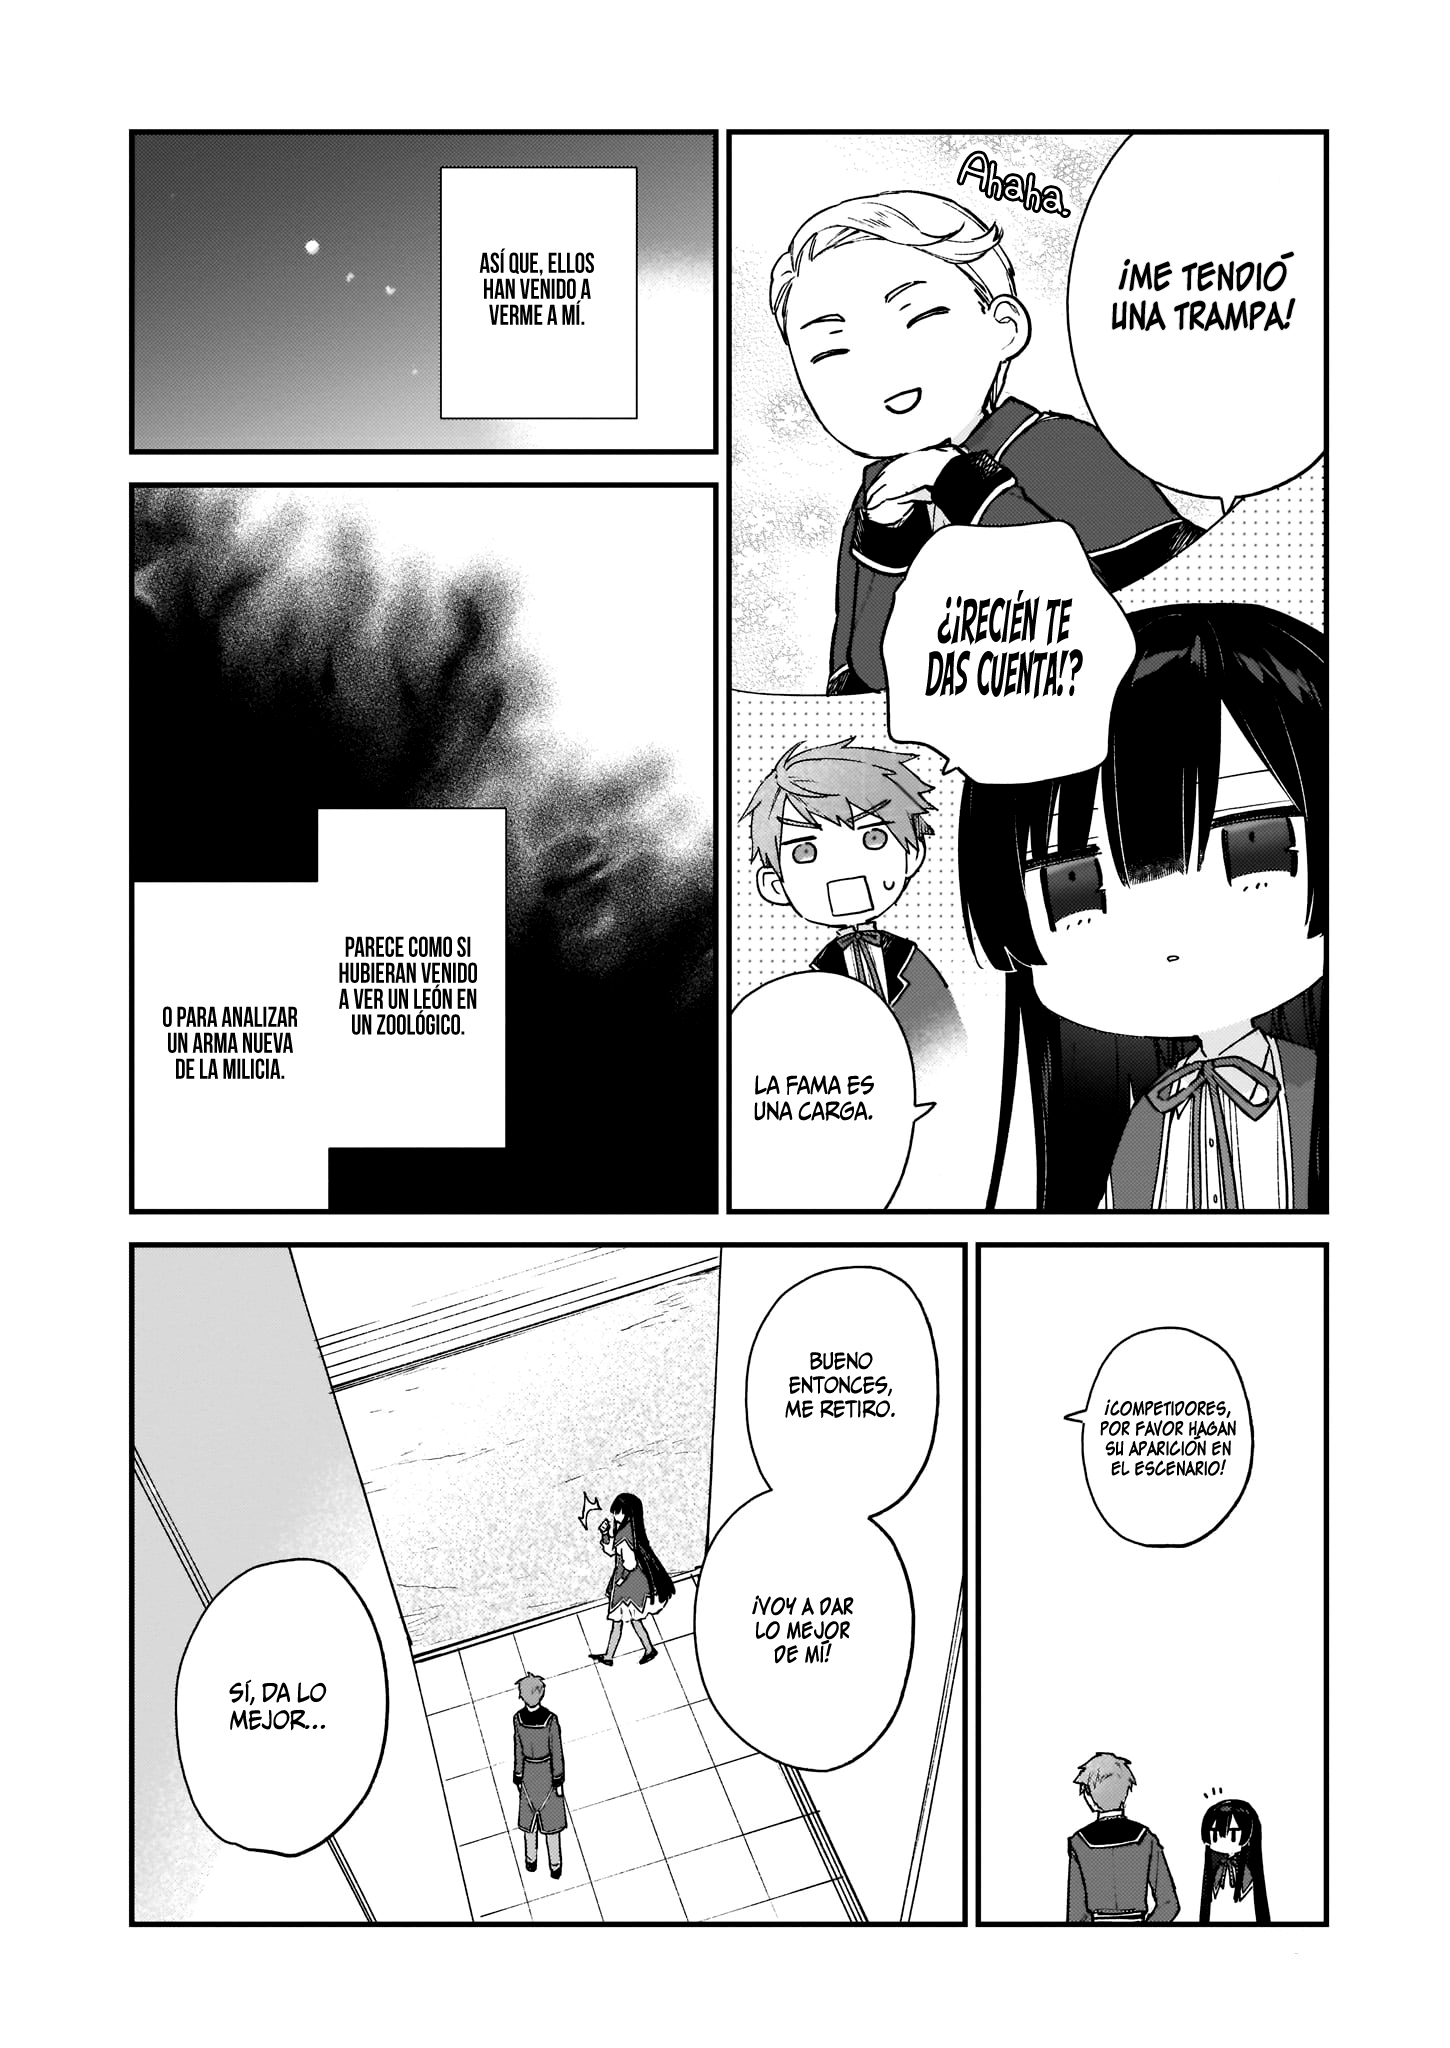 Ahaha.
¡ME TENDIÓ
UNA TRAMPA!
¿¡RECIÉN TE
DAS CUENTA!?
LA FAMA ES
UNA CARGA.
ASÍ QUE, ELLOS
HAN VENIDO A
VERME A MÍ.
PARECE COMO SI
HUBIERAN VENIDO
A VER UN LEÓN EN
UN ZOOLÓGICO.
O PARA ANALIZAR
UN ARMA NUEVA
DE LA MILICIA.
¡COMPETIDORES,
POR FAVOR HAGAN
SU APARICIÓN EN
EL ESCENARIO!
BUENO
ENTONCES,
ME RETIRO.
¡VOY A DAR
LO MEJOR
DE MÍ!
SÍ, DA LO
MEJOR...